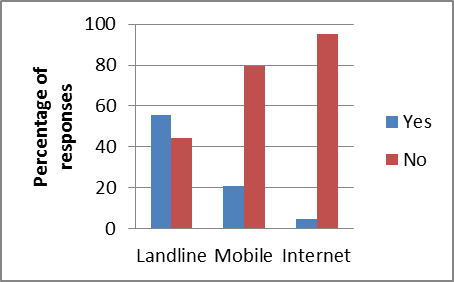 100
80
60
40
20
0
Percentage of
responses
Landline Mobile Internet
Yes
No